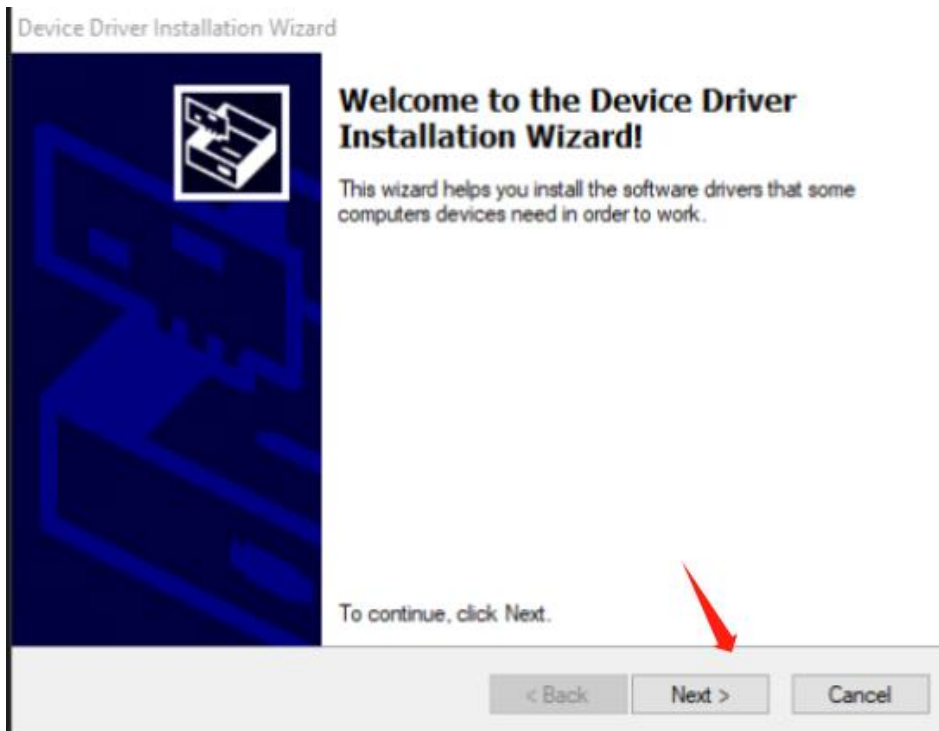 Device Driver Installation Wizard
Welcome to the Device Driver
Installation Wizard!
This wizard helps you install the software drivers that some
computers devices need in order to work.
To continue, click Next.
< Back
Next >
Cancel